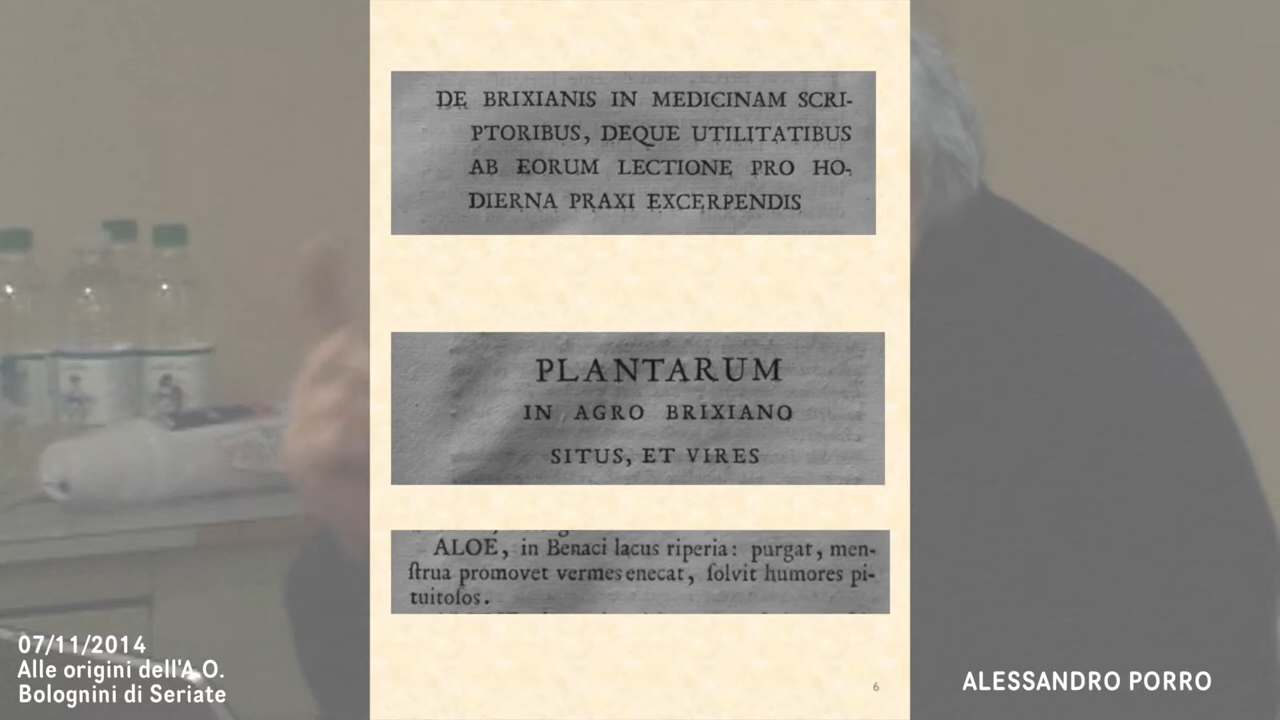 DE BRIXIANIS IN MEDICINAM SCRI-
PTORIBUS, DEQUE UTILITATIBUS
AB EORUM LECTIONE PRO HO-
DIERNA PRAXI EXCERPENDIS
PLANTARUM
IN AGRO BRIXIANO
SITUS, ET VIRES
ALOE, in Benaci lacus riperia: purgat, men-
ſtrua promovet vermes enecat, ſolvit humores pi-
tuitoſos.
6
07/11/2014
Alle origini dell'A.O.
Bolognini di Seriate
ALESSANDRO PORRO